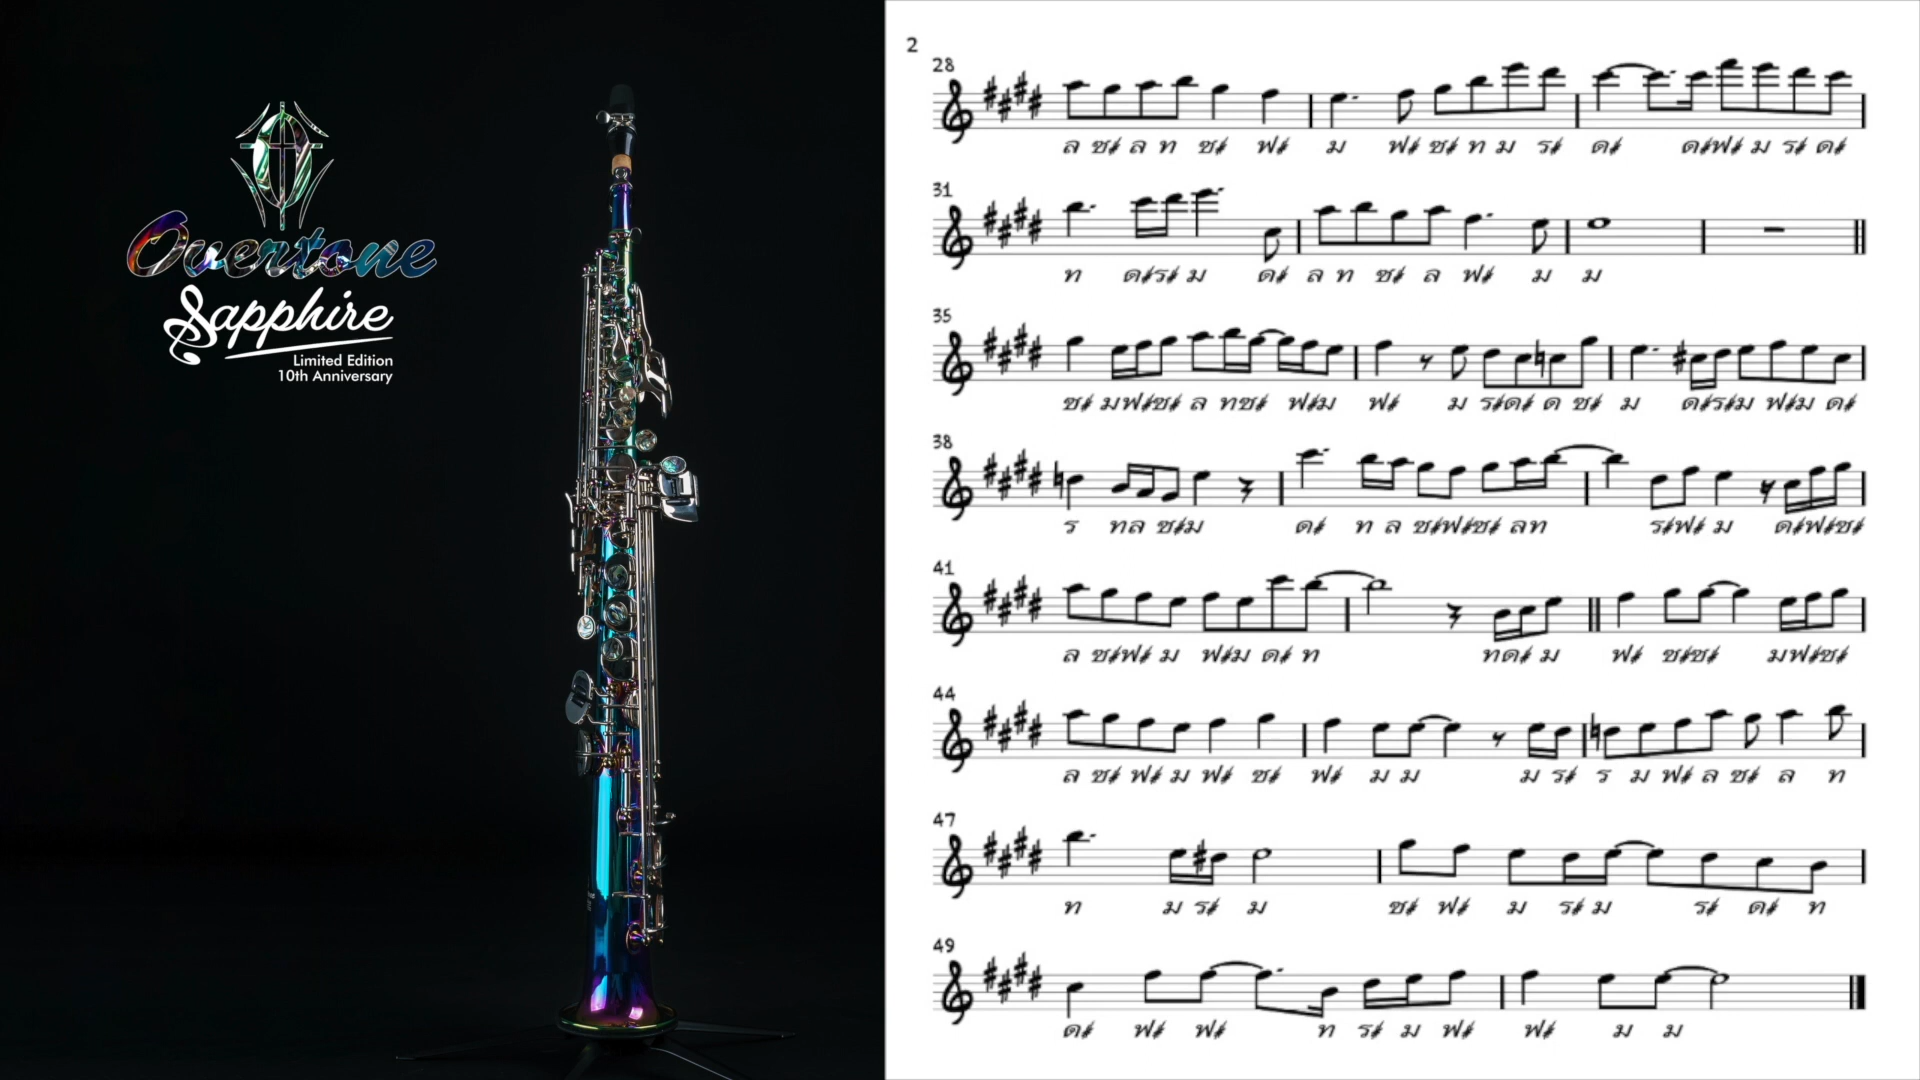 Overtone
Sapphire
Limited Edition
10th Anniversary
2
28
ล ซ# ล ท ซ# ฟ# ม ฟ# ซ# ท ม ร# ด# ด#ฟ# ม ร# ด#
31
ท ด#ร# ม ด# ล ท ซ# ล ฟ# ม ม
35
ซ# มฟ#ซ# ล ทซ# ฟ#ม ฟ# ม ร#ด# ด ซ# ม ด#ร#ม ฟ#ม ด#
38
ร ทล ซ#ม ด# ท ล ซ#ฟ#ซ# ลท ร#ฟ# ม ด#ฟ#ซ#
41
ล ซ#ฟ# ม ฟ#ม ด# ท ทด# ม ฟ# ซ#ซ# มฟ#ซ#
44
ล ซ# ฟ# ม ฟ# ซ# ฟ# ม ม ม ร# ร ม ฟ# ล ซ# ล ท
47
ท ม ร# ม ซ# ฟ# ม ร# ม ร# ด# ท
49
ด# ฟ# ฟ# ท ร# ม ฟ# ฟ# ม ม